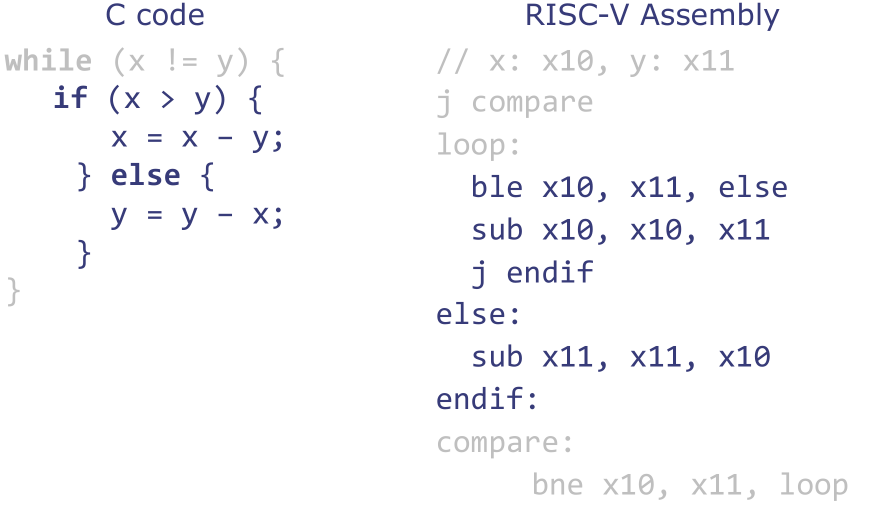 C code
while (x != y) {
if (x > y) {
x = x – y;
} else {
y = y – x;
}
}
RISC-V Assembly
// x: x10, y: x11
j compare
loop:
ble x10, x11, else
sub x10, x10, x11
j endif
else:
sub x11, x11, x10
endif:
compare:
bne x10, x11, loop